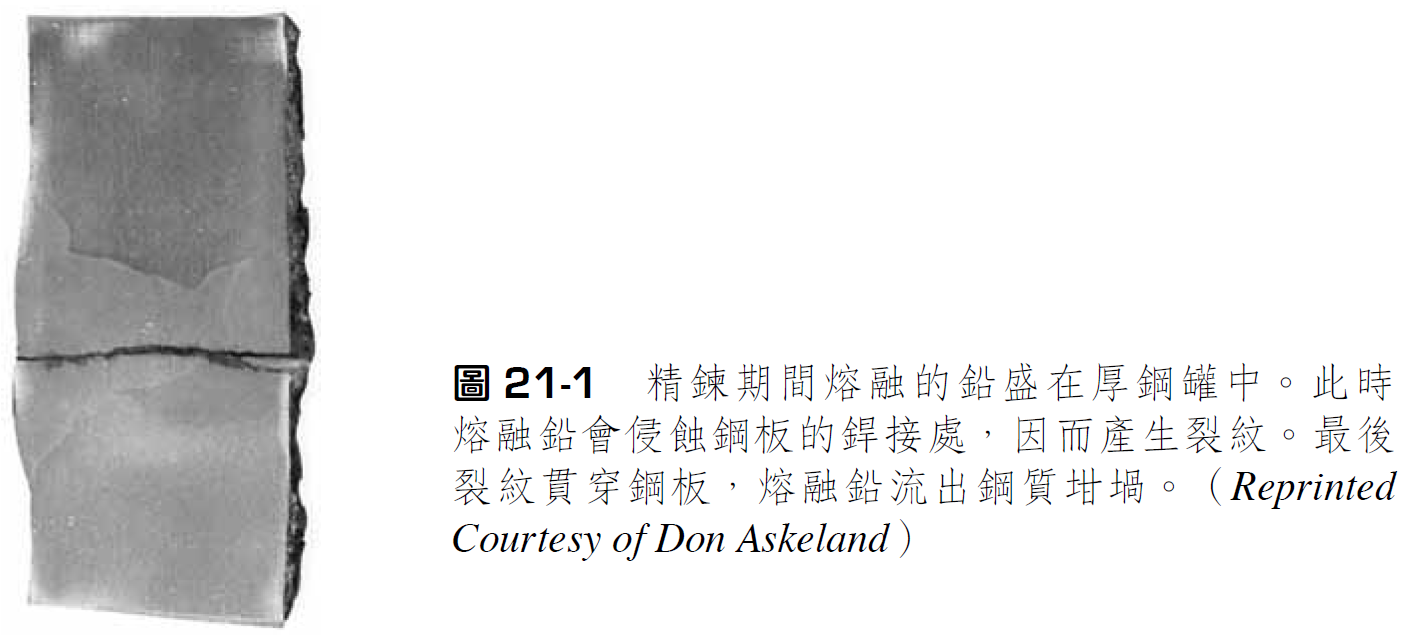 圖 21-1 精鍊期間熔融的鉛盛在厚鋼罐中。此時
熔融鉛會侵蝕鋼板的銲接處,因而產生裂紋。最後
裂紋貫穿鋼板,熔融鉛流出鋼質坩堝。(Reprinted
Courtesy of Don Askeland)